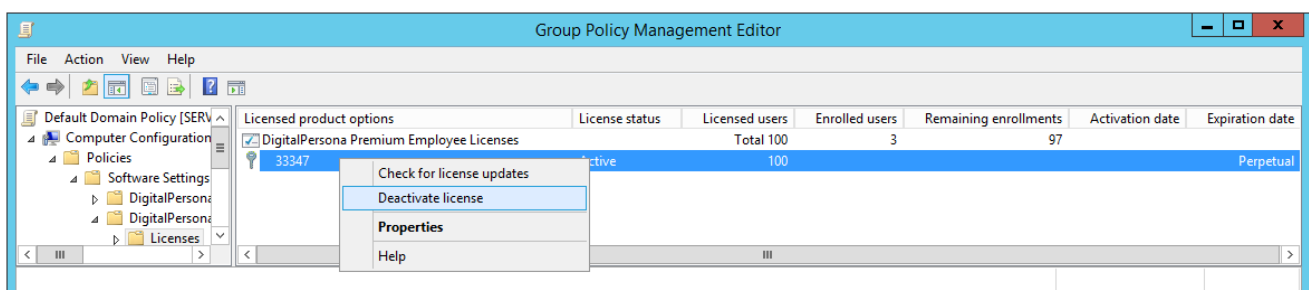 Group Policy Management Editor
File Action View Help
Default Domain Policy [SERV
Computer Configuration
Policies
Software Settings
DigitalPersona
DigitalPersona
Licenses
Licensed product options License status Licensed users Enrolled users Remaining enrollments Activation date Expiration date
DigitalPersona Premium Employee Licenses Total 100 3 97
33347 Active 100 Perpetual
Check for license updates
Deactivate license
Properties
Help